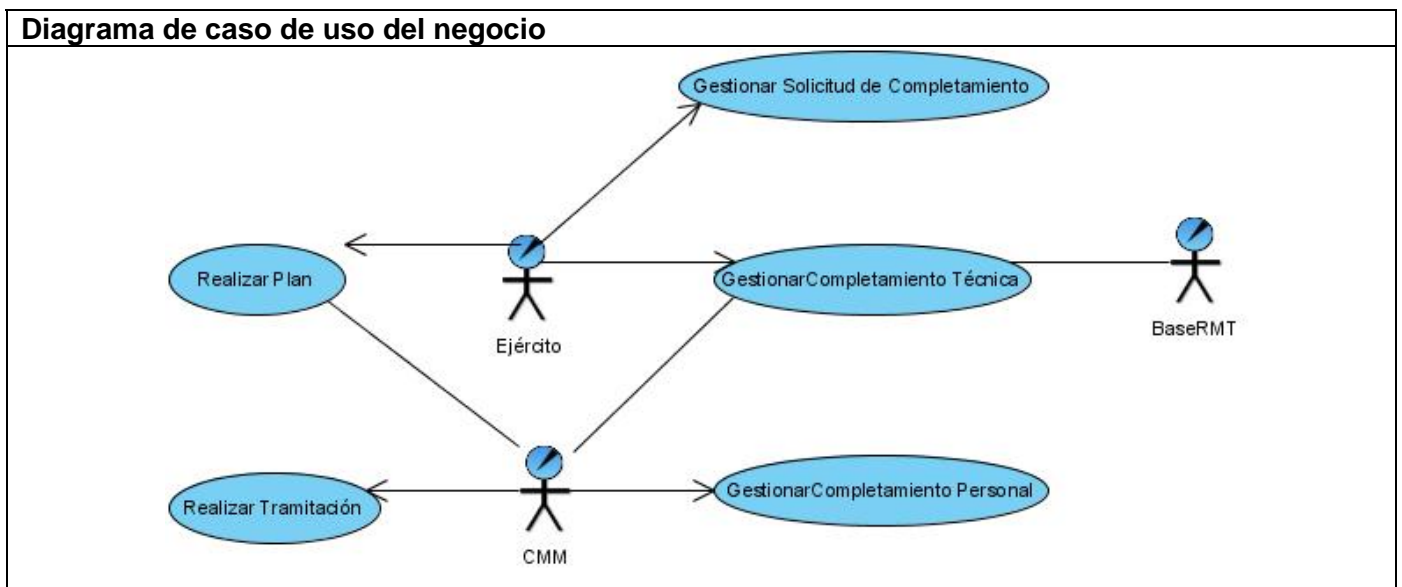 Diagrama de caso de uso del negocio
Gestionar Solicitud de Completamiento
Realizar Plan
GestionarCompletamiento Técnica
Ejército
BaseRMT
Realizar Tramitación
GestionarCompletamiento Personal
CMM